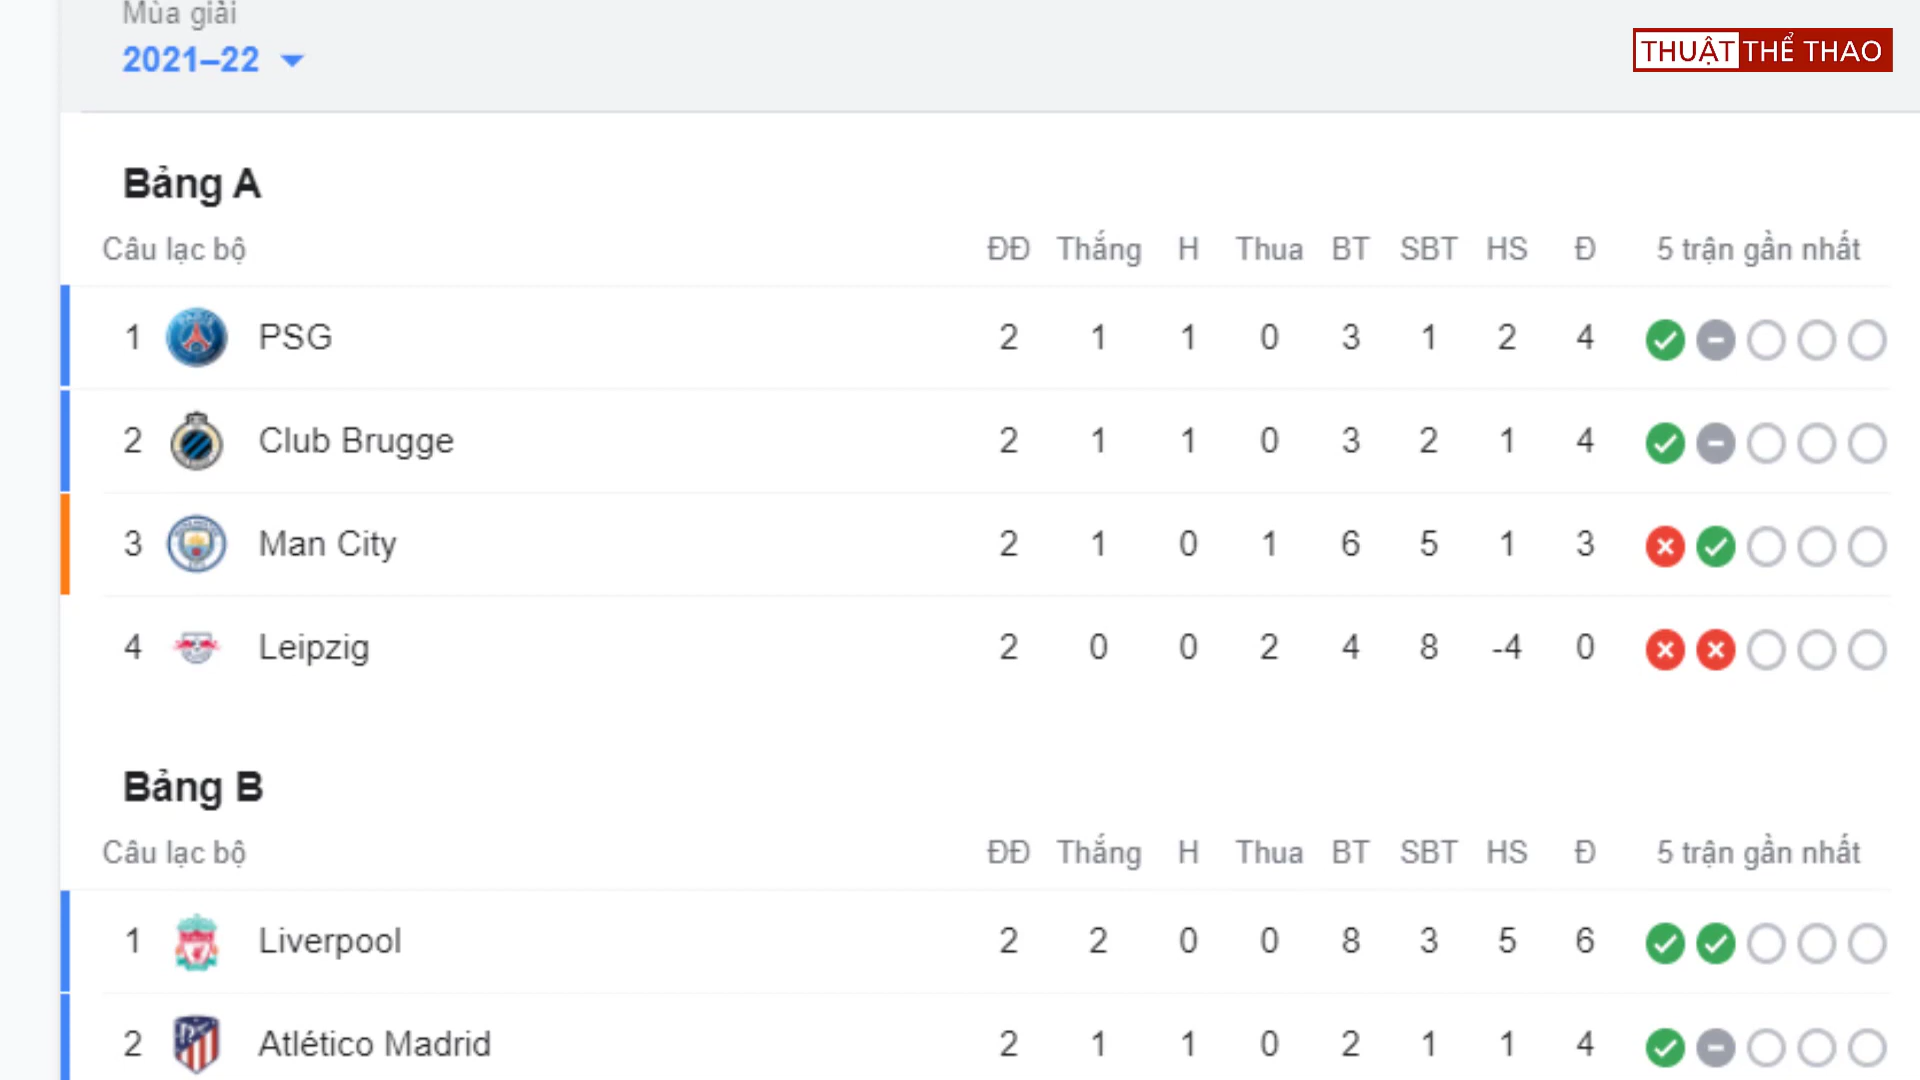 Mùa giải
2021–22
THUẬT THỂ THAO
Bảng A
Câu lạc bộ ĐĐ Thắng H Thua BT SBT HS Đ 5 trận gần nhất
1 PSG 2 1 1 0 3 1 2 4
2 Club Brugge 2 1 1 0 3 2 1 4
3 Man City 2 1 0 1 6 5 1 3
4 Leipzig 2 0 0 2 4 8 -4 0
Bảng B
Câu lạc bộ ĐĐ Thắng H Thua BT SBT HS Đ 5 trận gần nhất
1 Liverpool 2 2 0 0 8 3 5 6
2 Atlético Madrid 2 1 1 0 2 1 1 4